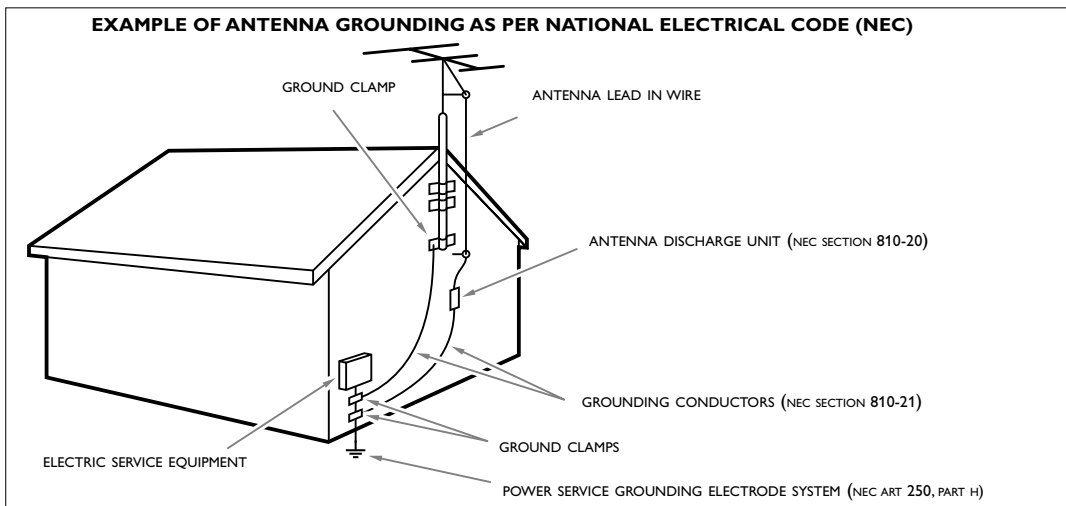 EXAMPLE OF ANTENNA GROUNDING AS PER NATIONAL ELECTRICAL CODE (NEC)
GROUND CLAMP
ANTENNA LEAD IN WIRE
ANTENNA DISCHARGE UNIT (NEC SECTION 810-20)
GROUNDING CONDUCTORS (NEC SECTION 810-21)
GROUND CLAMPS
ELECTRIC SERVICE EQUIPMENT
POWER SERVICE GROUNDING ELECTRODE SYSTEM (NEC ART 250, PART H)